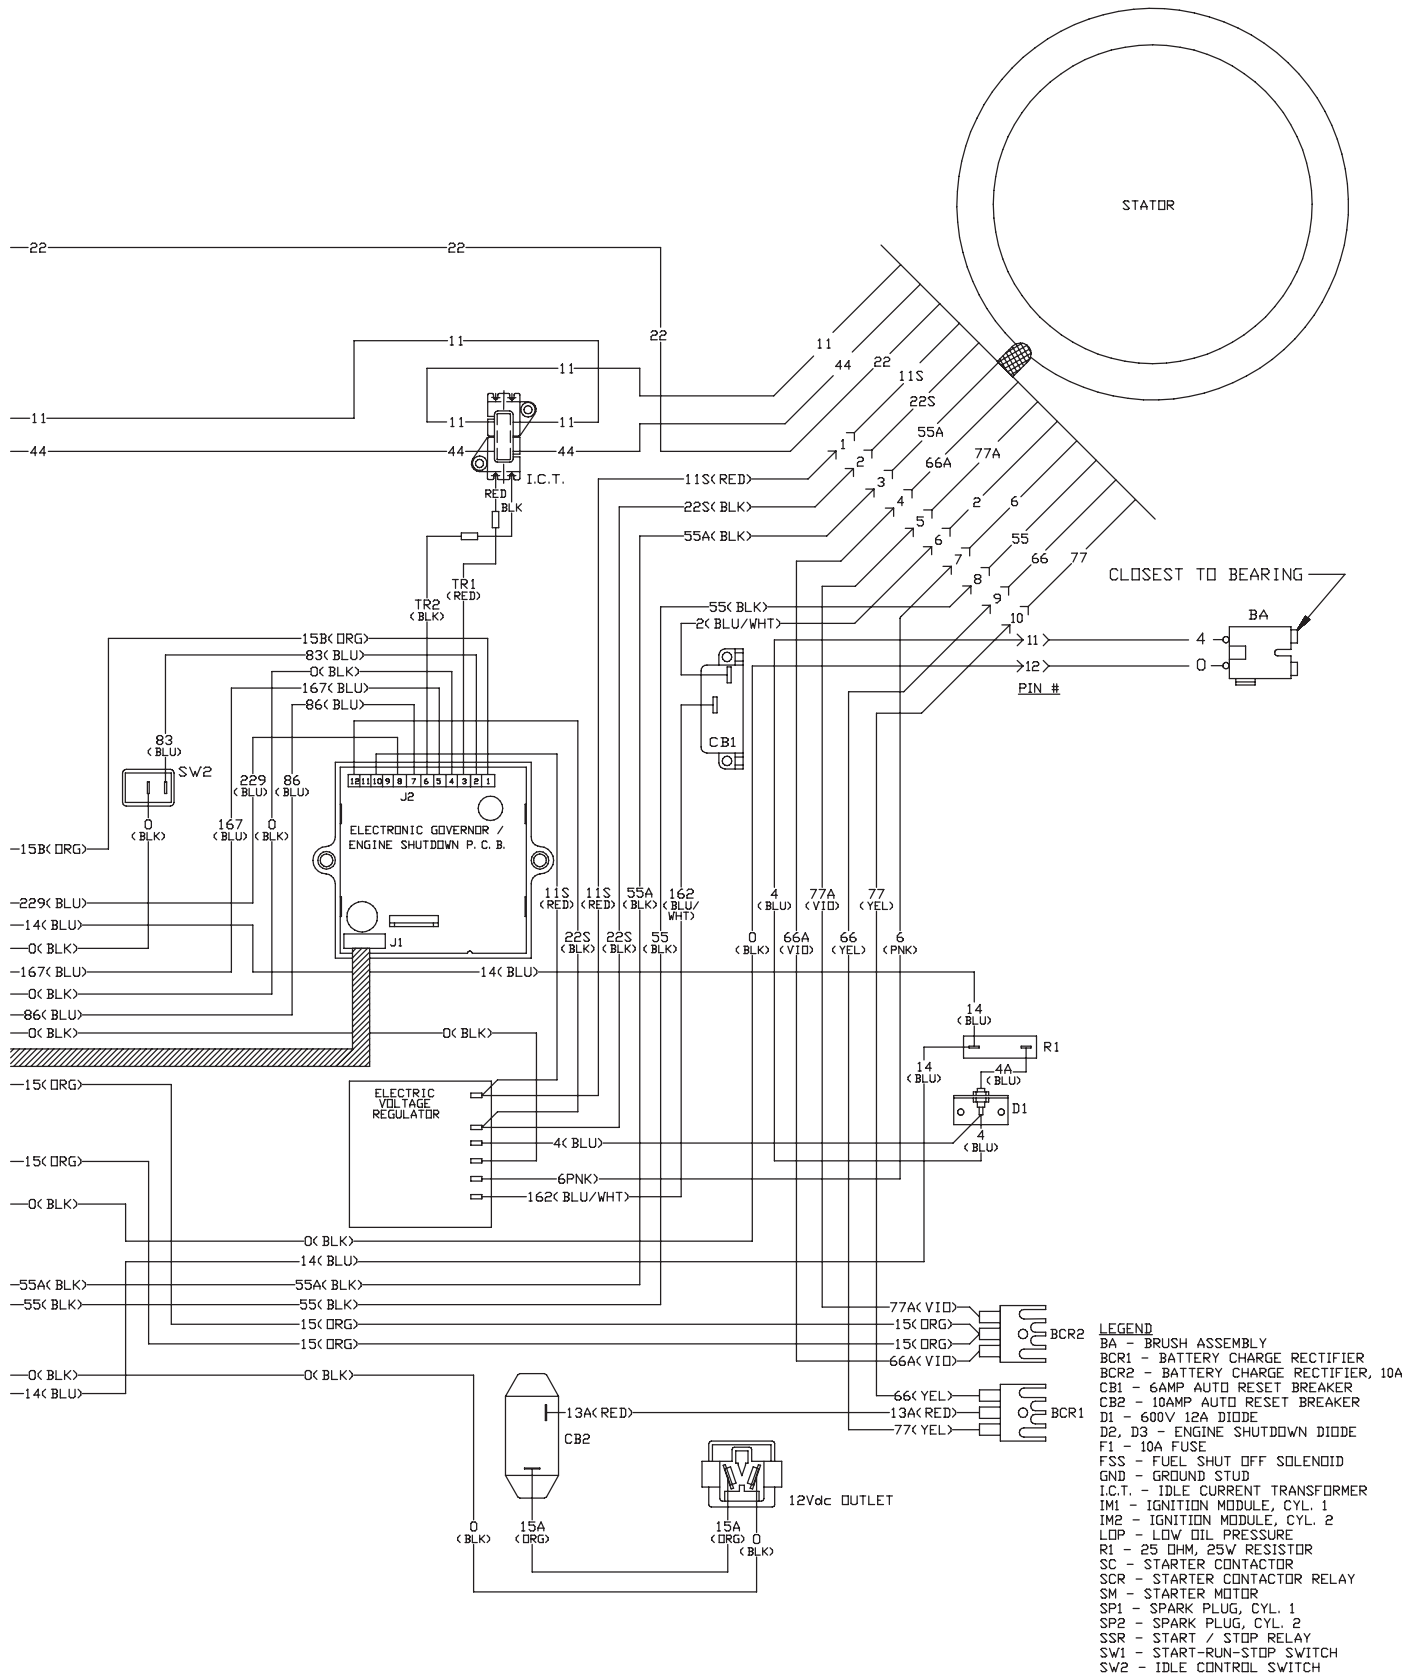 STATOR
22
22
22
11
44
22
11S
22S
55A
66A
77A
2
6
55
66
77
11
11
11
11
11
44
44
44
I.C.T.
RED
BLK
1
2
3
4
5
6
7
8
9
10
11S(RED)
22S(BLK)
55A(BLK)
TR1
(RED)
TR2
(BLK)
55(BLK)
2(BLU/WHT)
CLOSEST TO BEARING
BA
11
4
12
0
PIN #
15B(ORG)
83(BLU)
0(BLK)
167(BLU)
86(BLU)
CB1
83
(BLU)
SW2
229
(BLU)
86
(BLU)
0
(BLK)
167
(BLU)
0
(BLK)
12 11 10 9 8 7 6 5 4 3 2 1
J2
ELECTRONIC GOVERNOR /
ENGINE SHUTDOWN P. C. B.
J1
15B(ORG)
229(BLU)
14(BLU)
0(BLK)
167(BLU)
0(BLK)
86(BLU)
0(BLK)
11S
(RED)
11S
(RED)
55A
(BLK)
162
(BLU/
WHT)
4
(BLU)
77A
(VIO)
77
(YEL)
22S
(BLK)
22S
(BLK)
55
(BLK)
0
(BLK)
66A
(VIO)
66
(YEL)
6
(PNK)
14(BLU)
0(BLK)
14
(BLU)
R1
14
(BLU)
4A
(BLU)
D1
4
(BLU)
15(ORG)
ELECTRIC
VOLTAGE
REGULATOR
4(BLU)
15(ORG)
6PNK)
162(BLU/WHT)
0(BLK)
0(BLK)
14(BLU)
55A(BLK)
55A(BLK)
55(BLK)
55(BLK)
15(ORG)
15(ORG)
0(BLK)
0(BLK)
14(BLU)
77A(VIO)
15(ORG)
15(ORG)
66A(VIO)
BCR2
66(YEL)
13A(RED)
13A(RED)
77(YEL)
BCR1
CB2
12Vdc OUTLET
0
(BLK)
15A
(ORG)
15A
(ORG)
0
(BLK)
LEGEND
BA - BRUSH ASSEMBLY
BCR1 - BATTERY CHARGE RECTIFIER
BCR2 - BATTERY CHARGE RECTIFIER, 10A
CB1 - 6AMP AUTO RESET BREAKER
CB2 - 10AMP AUTO RESET BREAKER
D1 - 600V 12A DIODE
D2, D3 - ENGINE SHUTDOWN DIODE
F1 - 10A FUSE
FSS - FUEL SHUT OFF SOLENOID
GND - GROUND STUD
I.C.T. - IDLE CURRENT TRANSFORMER
IM1 - IGNITION MODULE, CYL. 1
IM2 - IGNITION MODULE, CYL. 2
LOP - LOW OIL PRESSURE
R1 - 25 OHM, 25W RESISTOR
SC - STARTER CONTACTOR
SCR - STARTER CONTACTOR RELAY
SM - STARTER MOTOR
SP1 - SPARK PLUG, CYL. 1
SP2 - SPARK PLUG, CYL. 2
SSR - START / STOP RELAY
SW1 - START-RUN-STOP SWITCH
SW2 - IDLE CONTROL SWITCH